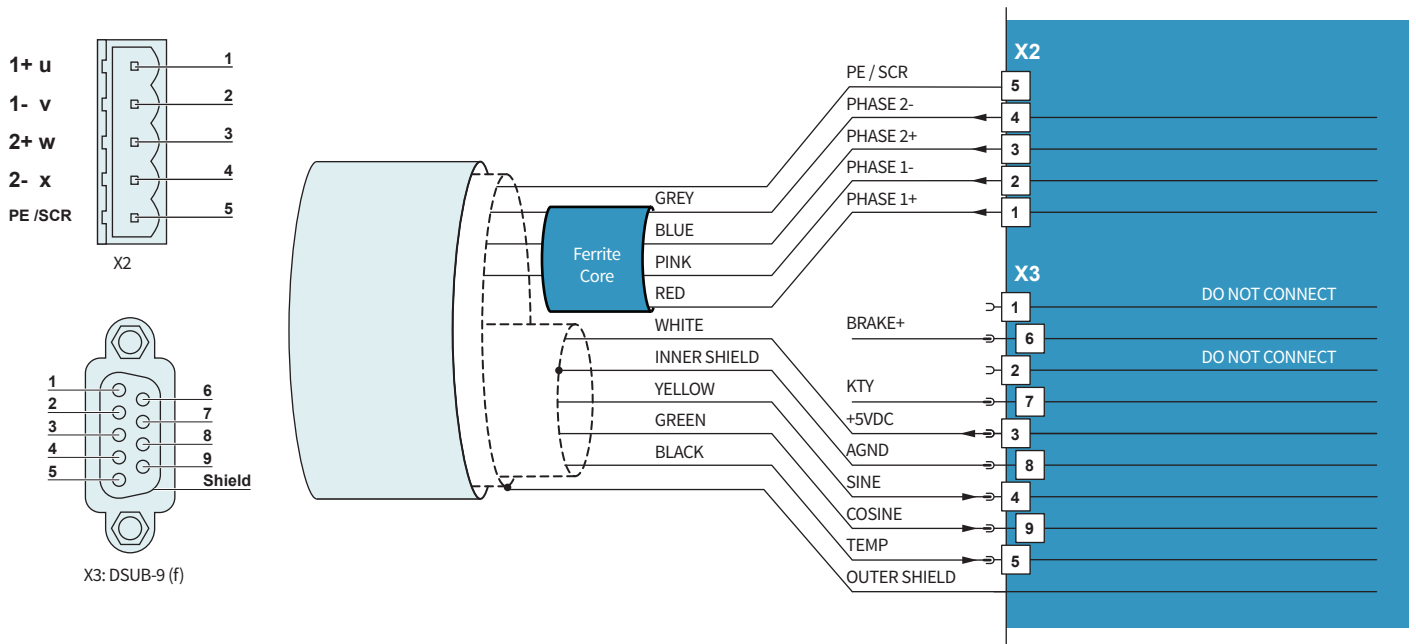 1+ u
1
1- v
2
2+ w
3
2- x
4
PE /SCR
5
X2
1
2
3
4
5
6
7
8
9
Shield
X3: DSUB-9 (f)
Ferrite
Core
GREY
BLUE
PINK
RED
WHITE
INNER SHIELD
YELLOW
GREEN
BLACK
X2
PE / SCR
5
PHASE 2-
4
PHASE 2+
3
PHASE 1-
2
PHASE 1+
1
X3
1
DO NOT CONNECT
BRAKE+
6
2
DO NOT CONNECT
KTY
7
+5VDC
3
AGND
8
SINE
4
COSINE
9
TEMP
5
OUTER SHIELD